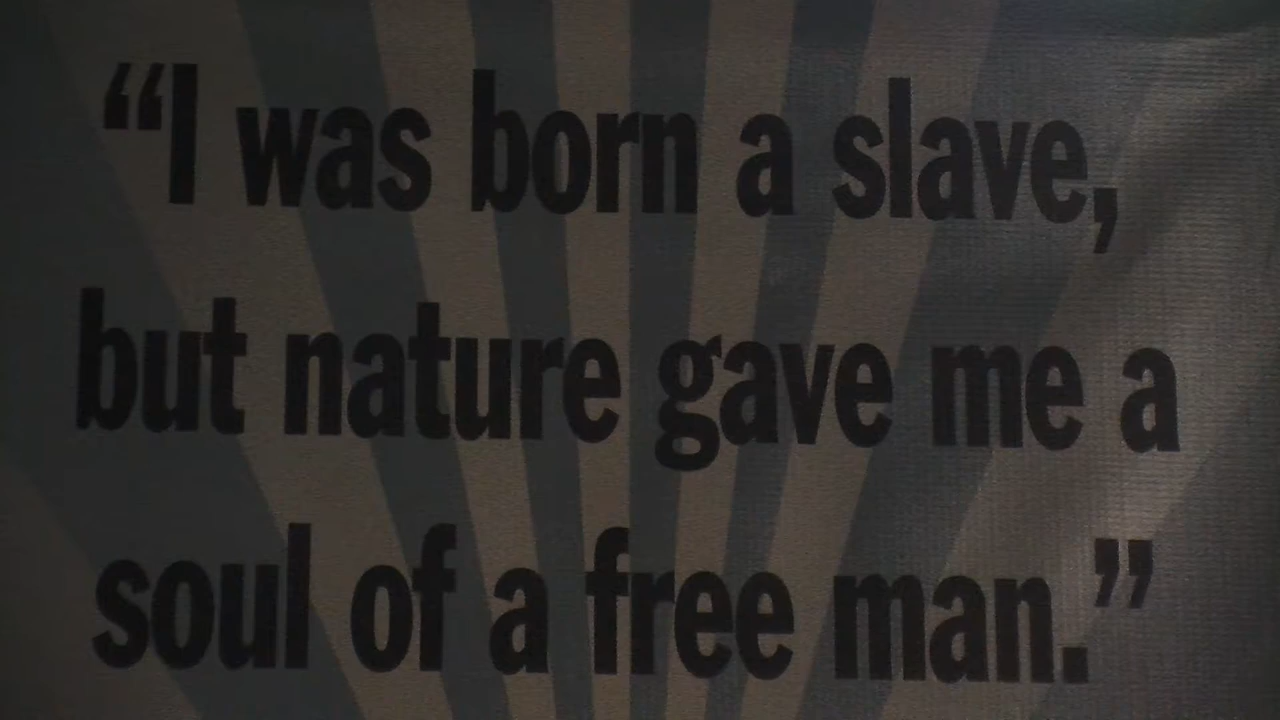 “I was born a slave,
but nature gave me a
soul of a free man.”